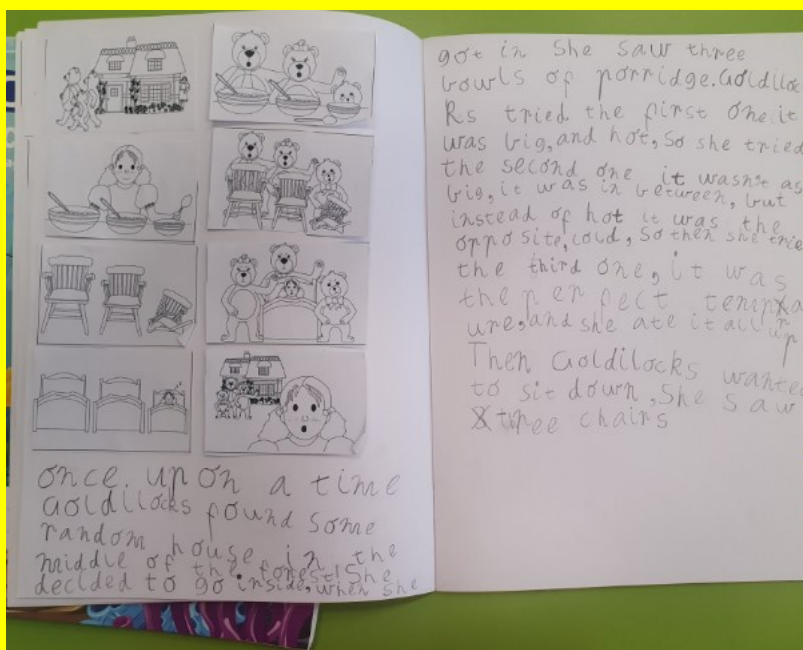 once. upon a time
Goldilocks found some
random house in the
middle of the forest! She
decided to go inside, when she
got in She saw three
bowls of porridge. Goldiloc
ks tried the first one it
was big, and hot, So she tried
the second one it wasn't as
big, it was in between, but
instead of hot it was the
opposite, cold, So then she trie
the third one, it was
the perfect
ure, and she ate it all up
Then Goldilocks wante
to sit down, She saw
three chairs